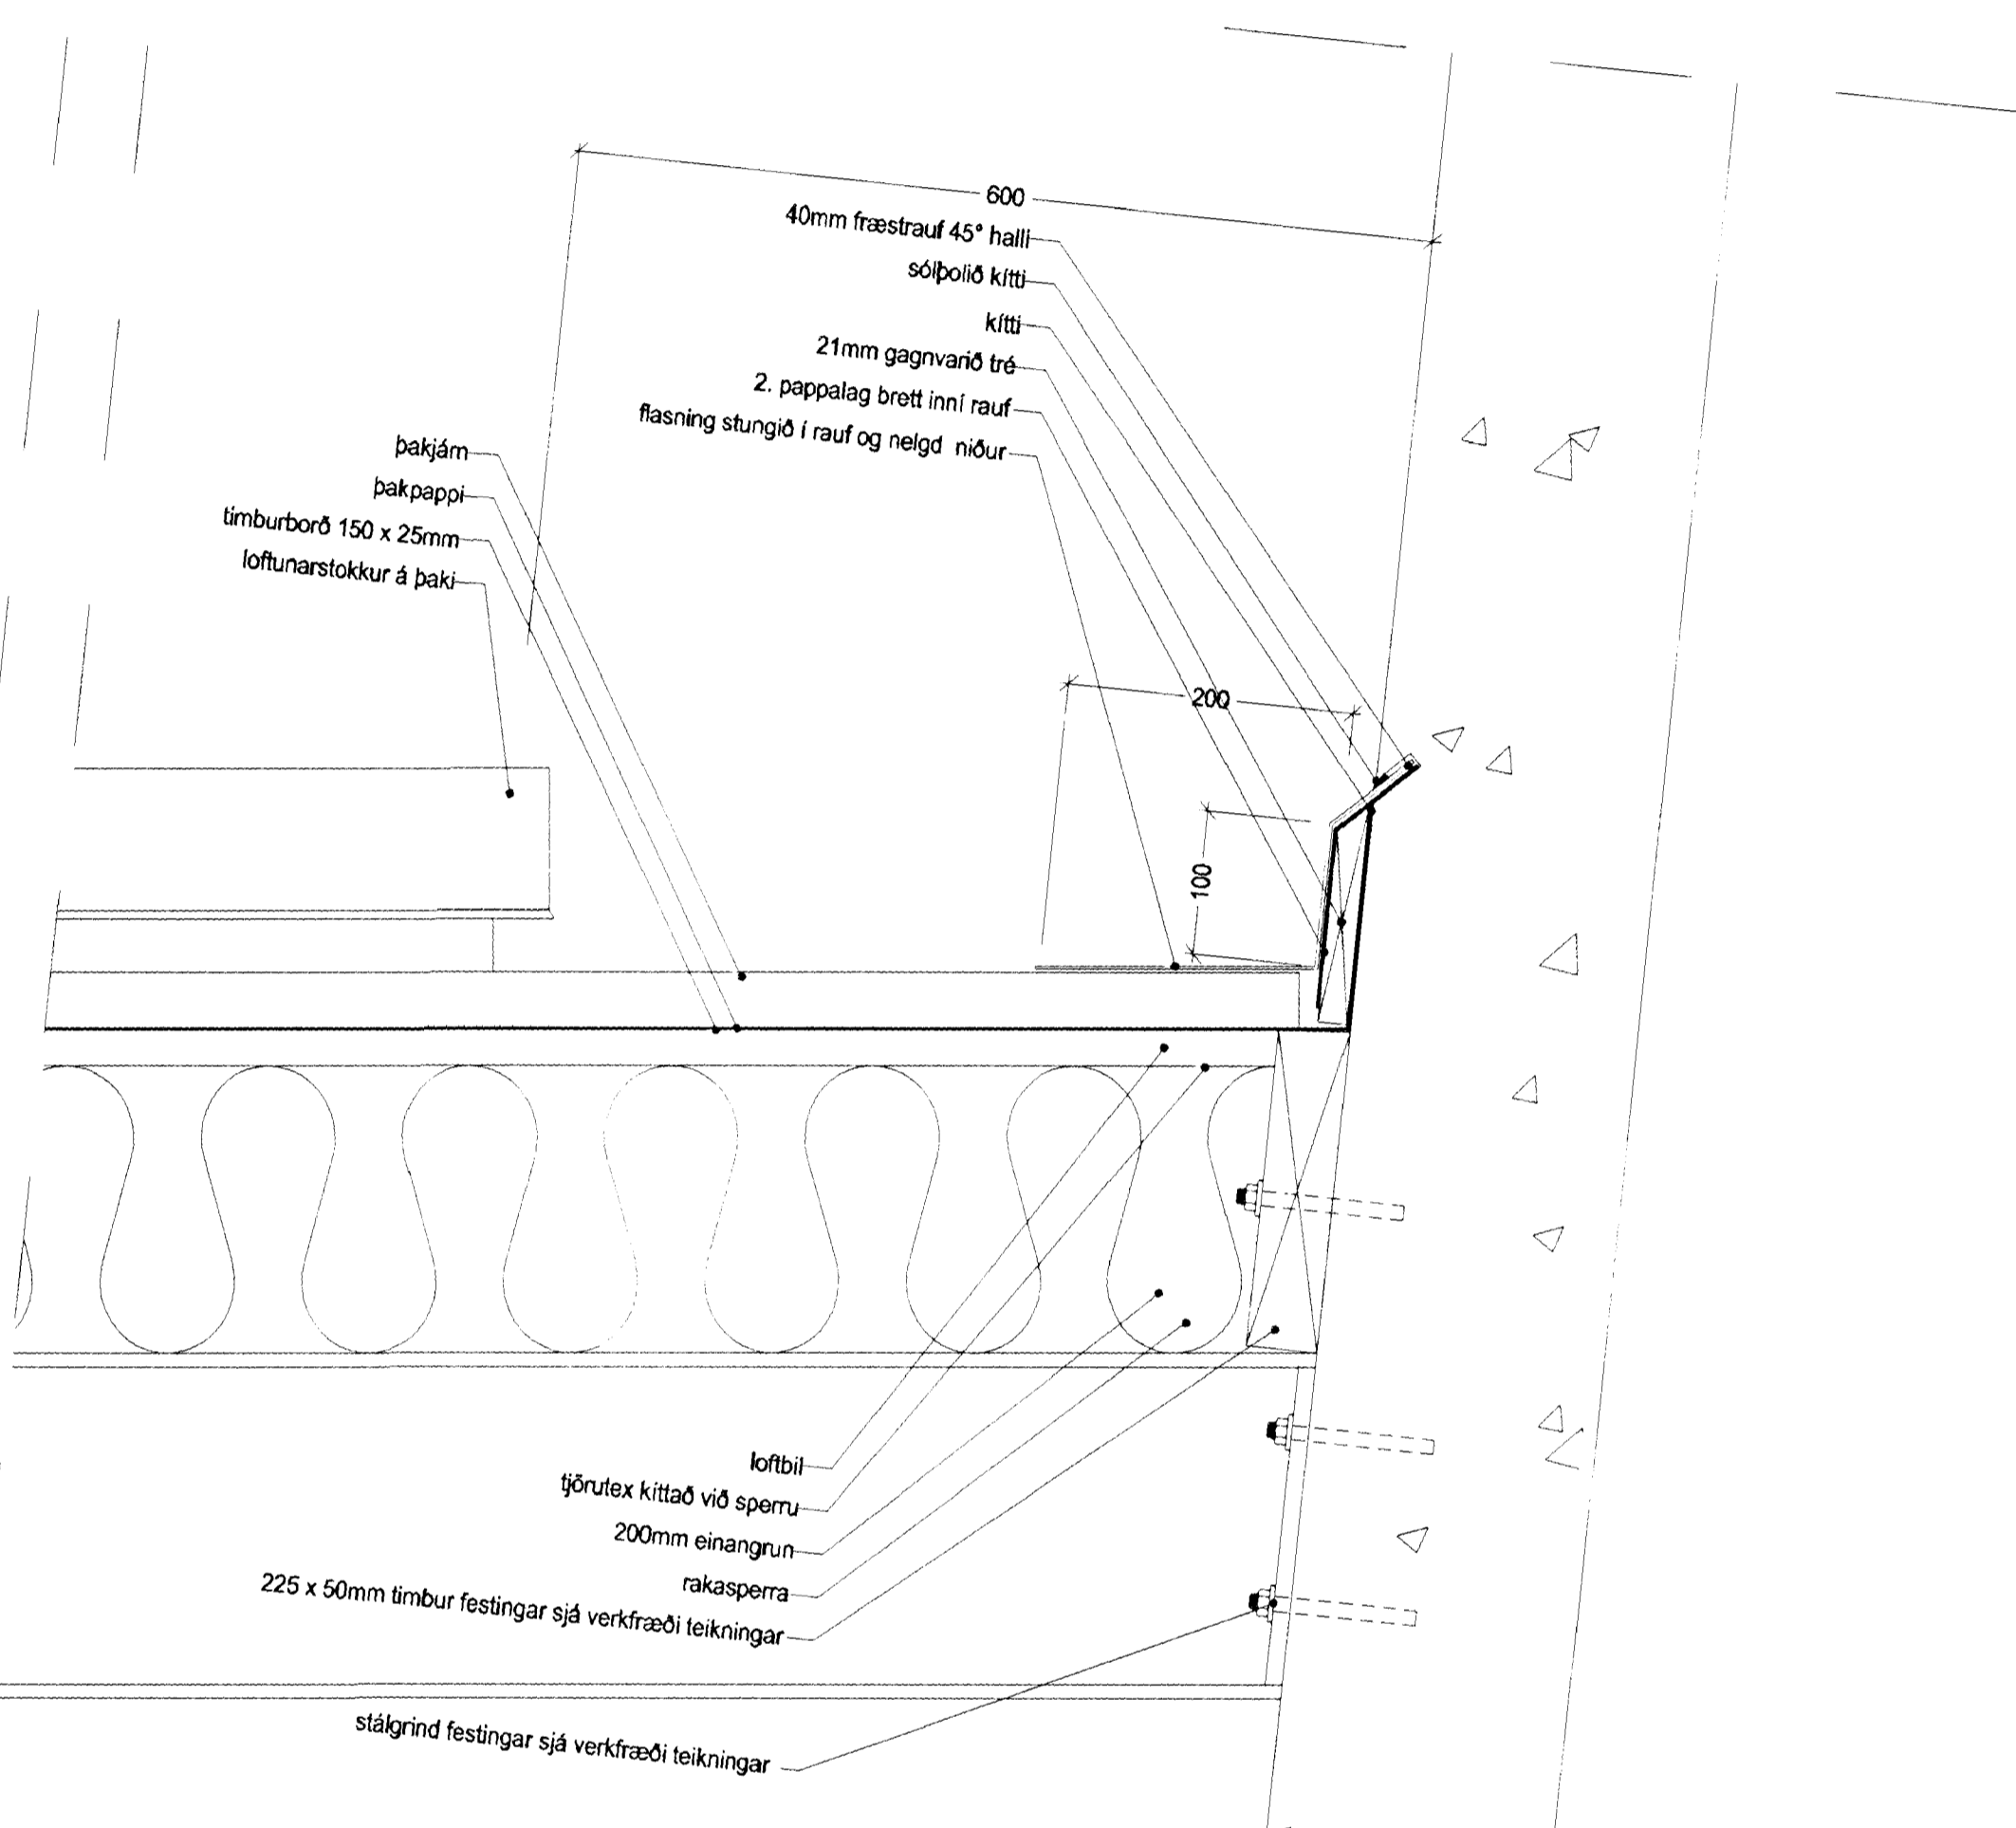 600
40mm fræstrauf 45° halli
sólþolið kítti
kítti
21mm gagnvarið tré
2. pappalag brett inní rauf
flasning stungið í rauf og nelgd niður
þakjárn
þakpappi
timburborð 150 x 25mm
loftunarstokkur á þaki
200
100
loftbil
tjörutex kíttað við sperru
200mm einangrun
rakasperra
225 x 50mm timbur festingar sjá verkfræði teikningar
stálgrind festingar sjá verkfræði teikningar